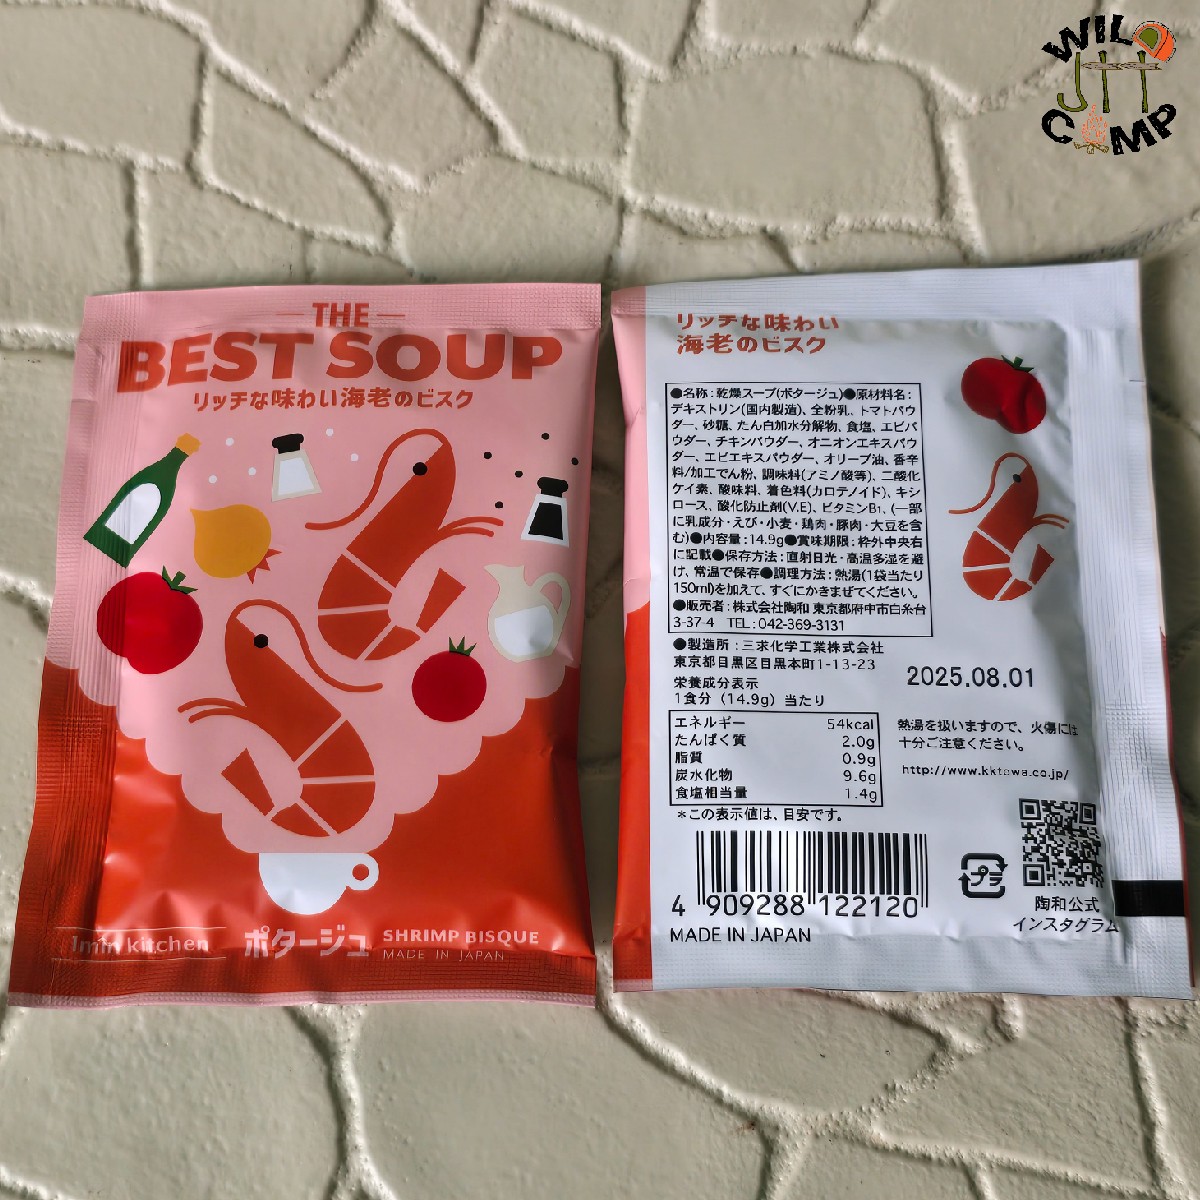 WILD
JTT
CAMP
THE
BEST SOUP
リッチな味わい海老のビスク
1min kitchen
ポタージュ
SHRIMP BISQUE
MADE IN JAPAN
リッチな味わい
海老のビスク
●名称:乾燥スープ(ポタージュ)●原材料名:
デキストリン(国内製造)、全粉乳、トマトパウ
ダー、砂糖、たん白加水分解物、食塩、エビパ
ウダー、チキンパウダー、オニオンエキスパウ
ダー、エビエキスパウダー、オリーブ油、香辛
料/加工でん粉、調味料(アミノ酸等)、二酸化
ケイ素、酸味料、着色料(カロテノイド)、キシ
ロース、酸化防止剤(V.E)、ビタミンB₁、(一部
に乳成分・えび・小麦・鶏肉・豚肉・大豆を含
む)●内容量:14.9g●賞味期限:枠外中央右
に記載●保存方法:直射日光・高温多湿を避
け、常温で保存●調理方法:熱湯(1袋当たり
150ml)を加えて、すぐにかきまぜてください。
●販売者:株式会社陶和 東京都府中市白糸台
3-37-4 TEL:042-369-3131
●製造所:三求化学工業株式会社
東京都目黒区目黒本町1-13-23
栄養成分表示
1食分(14.9g)当たり
エネルギー 54kcal
たんぱく質 2.0g
脂質 0.9g
炭水化物 9.6g
食塩相当量 1.4g
*この表示値は、目安です。
2025.08.01
熱湯を扱いますので、火傷には
十分ご注意ください。
http://www.kktowa.co.jp/
4 909288 122120
MADE IN JAPAN
プラ
陶和公式
インスタグラム